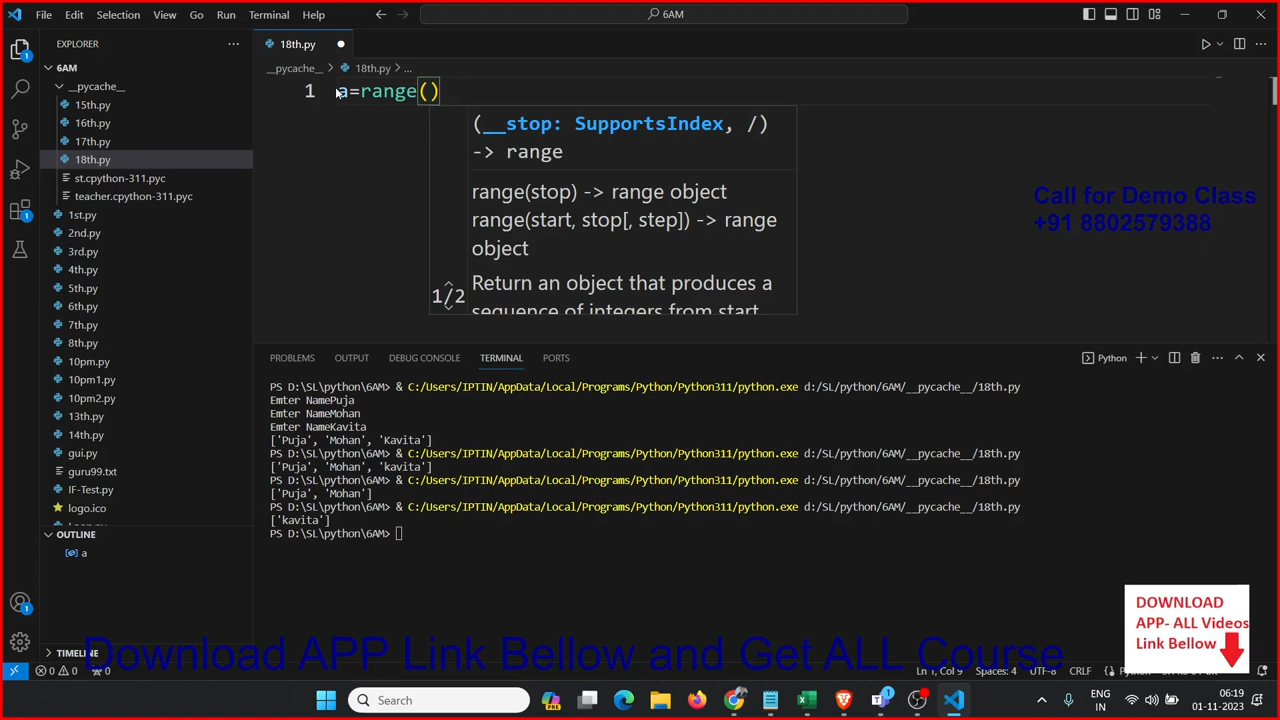 File Edit Selection View Go Run Terminal Help
6AM
EXPLORER
18th.py
6AM
__pycache__ > 18th.py > ...
__pycache__
1 a=range()
15th.py
16th.py
17th.py
18th.py
st.cpython-311.pyc
teacher.cpython-311.pyc
1st.py
2nd.py
3rd.py
4th.py
5th.py
6th.py
7th.py
8th.py
10pm.py
10pm1.py
10pm2.py
13th.py
14th.py
gui.py
guru99.txt
IF-Test.py
logo.ico
OUTLINE
a
TIMELINE
(__stop: SupportsIndex, /)
-> range
range(stop) -> range object
range(start, stop[, step]) -> range
object
Return an object that produces a
sequence of integers from start
1/2
Call for Demo Class
+91 8802579388
PROBLEMS OUTPUT DEBUG CONSOLE TERMINAL PORTS
Python
PS D:\SL\python\6AM> & C:/Users/IPTIN/AppData/Local/Programs/Python/Python311/python.exe d:/SL/python/6AM/__pycache__/18th.py
Emter NamePuja
Emter NameMohan
Emter NameKavita
['Puja', 'Mohan', 'Kavita']
PS D:\SL\python\6AM> & C:/Users/IPTIN/AppData/Local/Programs/Python/Python311/python.exe d:/SL/python/6AM/__pycache__/18th.py
['Puja', 'Mohan', 'kavita']
PS D:\SL\python\6AM> & C:/Users/IPTIN/AppData/Local/Programs/Python/Python311/python.exe d:/SL/python/6AM/__pycache__/18th.py
['Puja', 'Mohan']
PS D:\SL\python\6AM> & C:/Users/IPTIN/AppData/Local/Programs/Python/Python311/python.exe d:/SL/python/6AM/__pycache__/18th.py
['kavita']
PS D:\SL\python\6AM>
DOWNLOAD
APP- ALL Videos
Link Bellow
Download APP Link Bellow and Get ALL Course
0 0 0 Ln 1, Col 9 Spaces: 4 UTF-8 CRLF Python
Search
ENG
IN
06:19
01-11-2023